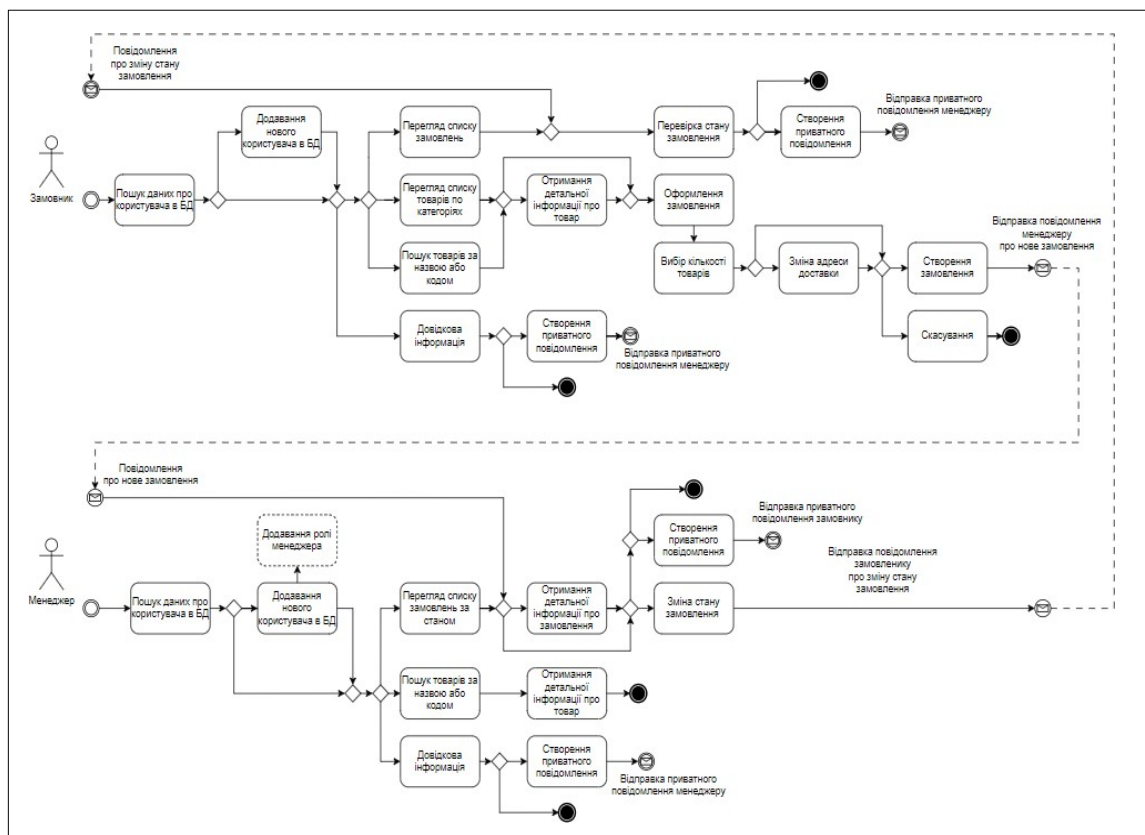 Повідомлення
про зміну стану
замовлення
Додавання
нового
користувача в БД
Перегляд списку
замовлень
Перевірка стану
замовлення
Створення
приватного
повідомлення
Відправка приватного
повідомлення менеджеру
Замовник
Пошук даних про
користувача в БД
Перегляд списку
товарів по
категоріях
Отримання
детальної
інформації про
товар
Оформлення
замовлення
Пошук товарів за
назвою або
кодом
Вибір кількості
товарів
Зміна адреси
доставки
Створення
замовлення
Відправка повідомлення
менеджеру
про нове замовлення
Довідкова
інформація
Створення
приватного
повідомлення
Відправка приватного
повідомлення менеджеру
Скасування
Повідомлення
про нове замовлення
Додавання ролі
менеджера
Створення
приватного
повідомлення
Відправка приватного
повідомлення замовнику
Менеджер
Пошук даних про
користувача в БД
Додавання
нового
користувача в БД
Перегляд списку
замовлень за
станом
Отримання
детальної
інформації про
замовлення
Зміна стану
замовлення
Відправка повідомлення
замовленику
про зміну стану
замовлення
Пошук товарів за
назвою або
кодом
Отримання
детальної
інформації про
товар
Довідкова
інформація
Створення
приватного
повідомлення
Відправка приватного
повідомлення менеджеру